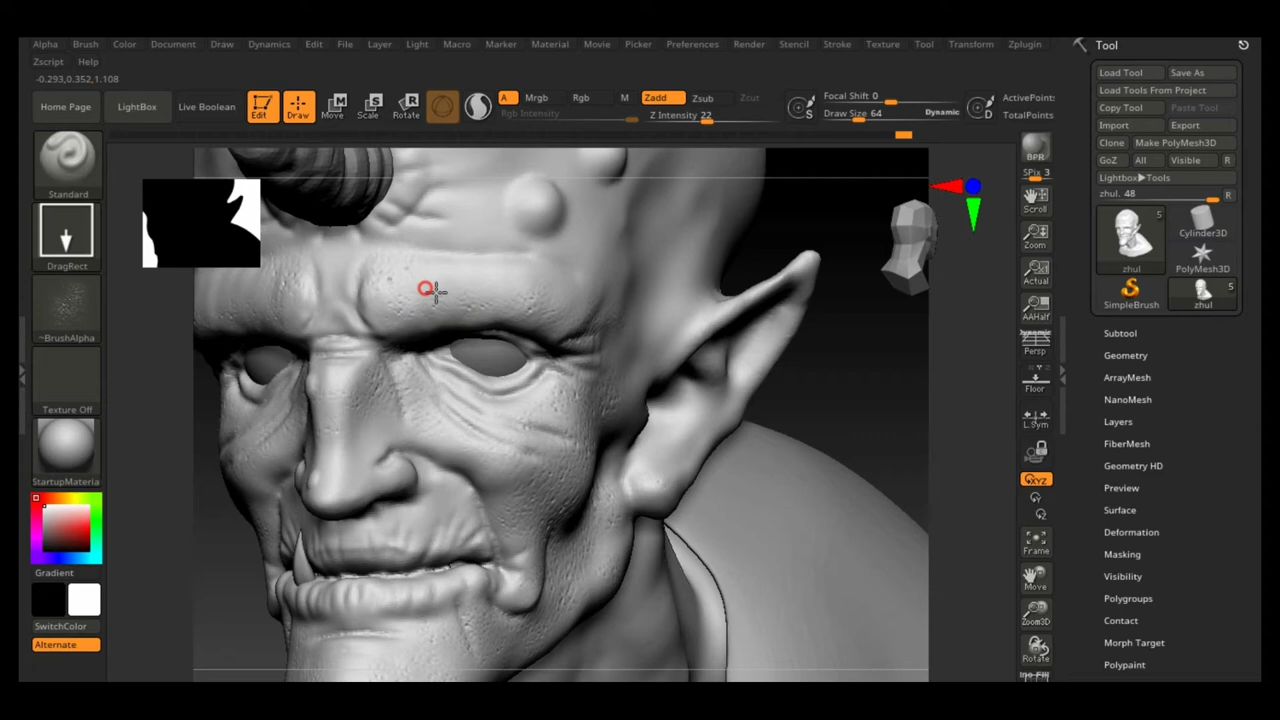 Alpha Brush Color Document Draw Dynamics Edit File Layer Light Macro Marker Material Movie Picker Preferences Render Stencil Stroke Texture Tool Transform Zplugin
Zscript Help
-0.293,0.352,1.108
Home Page LightBox Live Boolean Edit Draw Move Scale Rotate A Mrgb Rgb M Zadd Zsub Zcut Focal Shift 0 ActivePoint:
Rgb Intensity Z Intensity 22 S Draw Size 64 Dynamic D TotalPoints
Standard
DragRect
~BrushAlpha
Texture Off
StartupMateria
Gradient
SwitchColor
Alternate
BPR
SPix 3
Scroll
Zoom
Actual
AAHalf
Dynamic
Persp
Floor
L.Sym
XYZ
Y
Z
Frame
Move
Zoom3D
Rotate
Tool
Load Tool Save As
Load Tools From Project
Copy Tool Paste Tool
Import Export
Clone Make PolyMesh3D
GoZ All Visible R
Lightbox▶Tools
zhul. 48 R
5
zhul
Cylinder3D
PolyMesh3D
SimpleBrush
5
zhul
Subtool
Geometry
ArrayMesh
NanoMesh
Layers
FiberMesh
Geometry HD
Preview
Surface
Deformation
Masking
Visibility
Polygroups
Contact
Morph Target
Polypaint